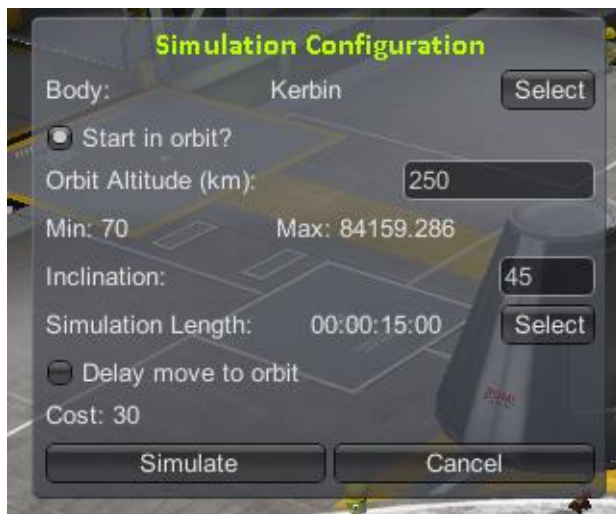 Simulation Configuration
Body: Kerbin Select
Start in orbit?
Orbit Altitude (km): 250
Min: 70 Max: 84159.286
Inclination: 45
Simulation Length: 00:00:15:00 Select
Delay move to orbit
Cost: 30
Simulate Cancel